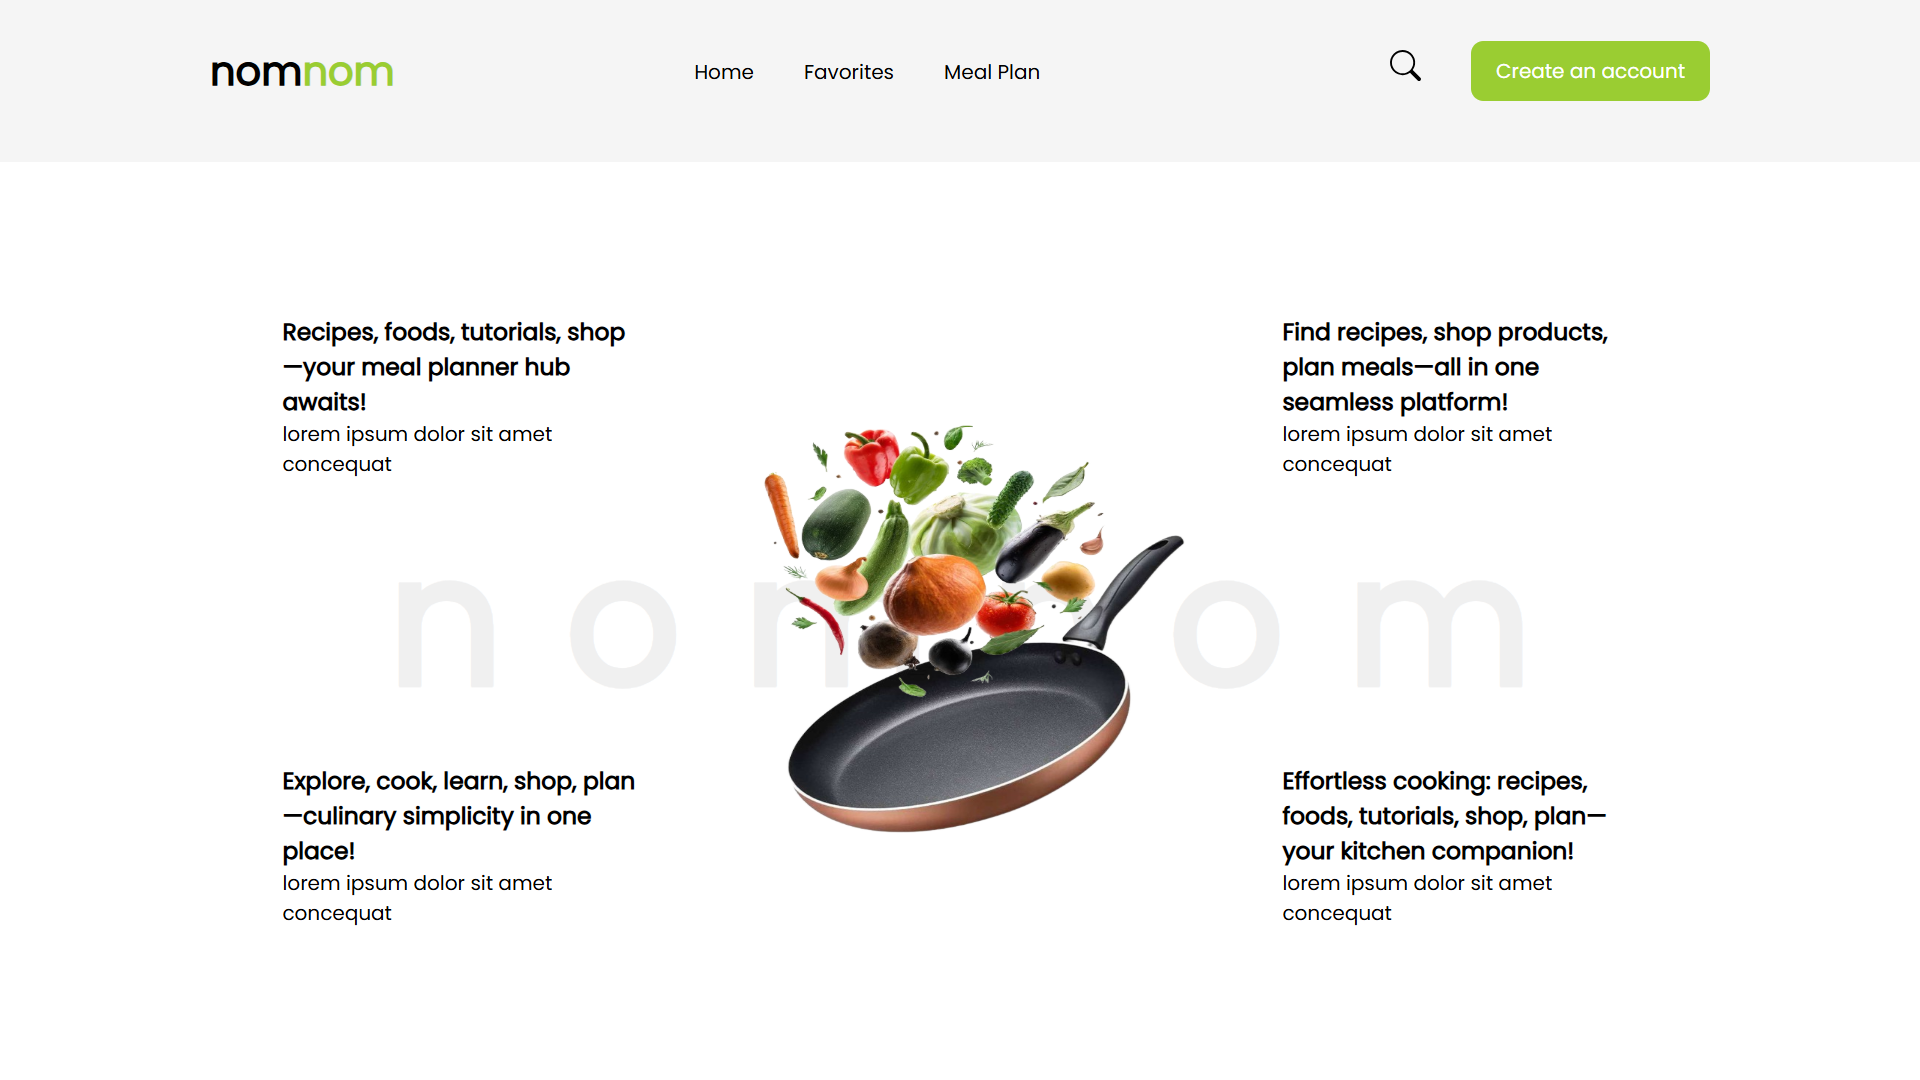 nomnom
Home
Favorites
Meal Plan
Create an account
Recipes, foods, tutorials, shop
—your meal planner hub
awaits!
lorem ipsum dolor sit amet
concequat
Find recipes, shop products,
plan meals—all in one
seamless platform!
lorem ipsum dolor sit amet
concequat
nomnom
Explore, cook, learn, shop, plan
—culinary simplicity in one
place!
lorem ipsum dolor sit amet
concequat
Effortless cooking: recipes,
foods, tutorials, shop, plan—
your kitchen companion!
lorem ipsum dolor sit amet
concequat